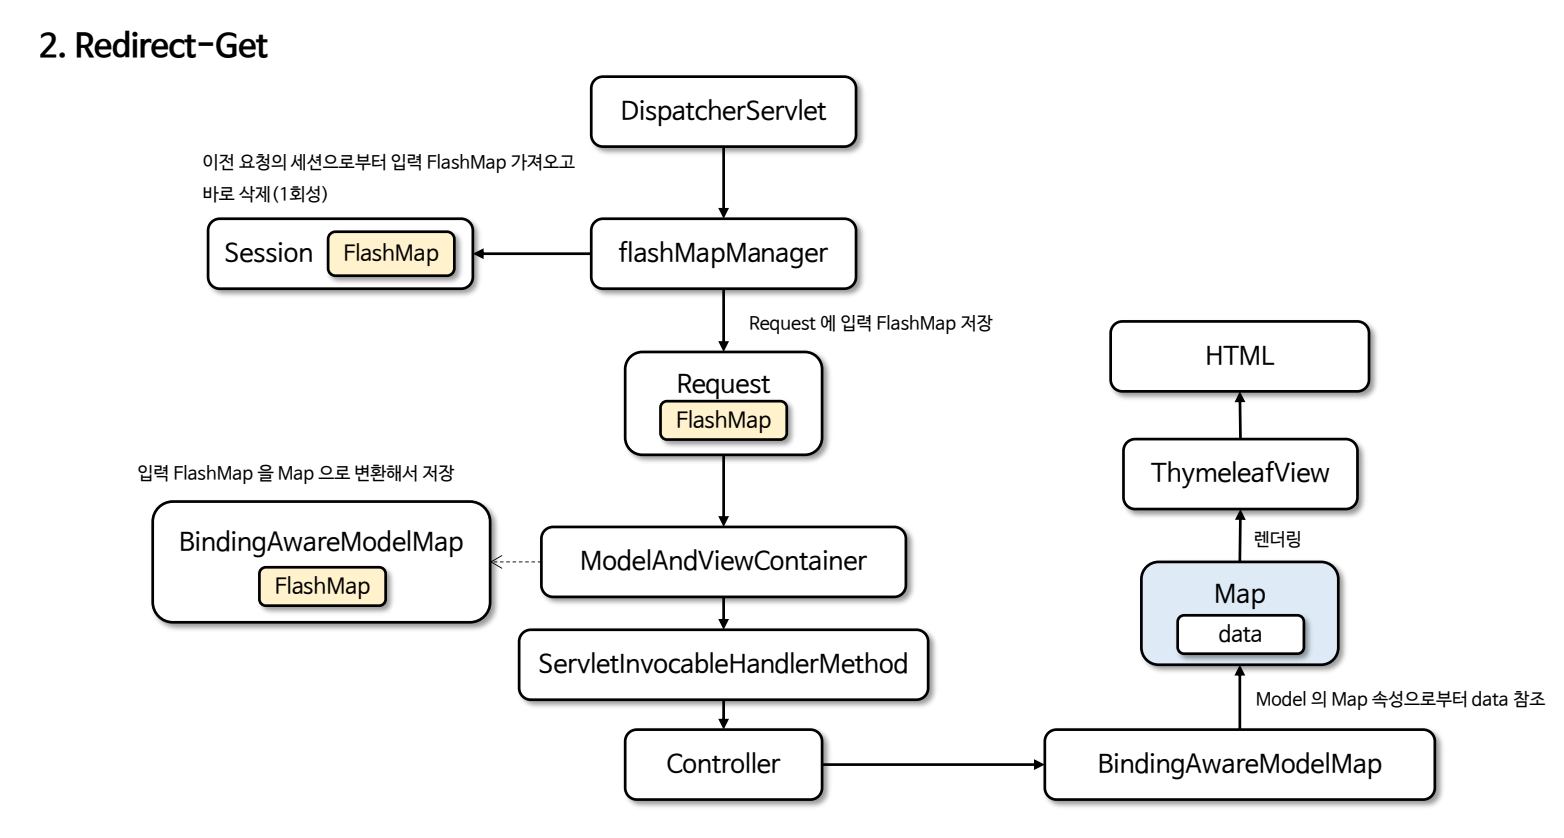 2. Redirect-Get
DispatcherServlet
이전 요청의 세션으로부터 입력 FlashMap 가져오고
바로 삭제(1회성)
Session
FlashMap
flashMapManager
Request 에 입력 FlashMap 저장
Request
FlashMap
입력 FlashMap 을 Map 으로 변환해서 저장
BindingAwareModelMap
FlashMap
ModelAndViewContainer
ServletInvocableHandlerMethod
Controller
BindingAwareModelMap
Model 의 Map 속성으로부터 data 참조
Map
data
렌더링
ThymeleafView
HTML